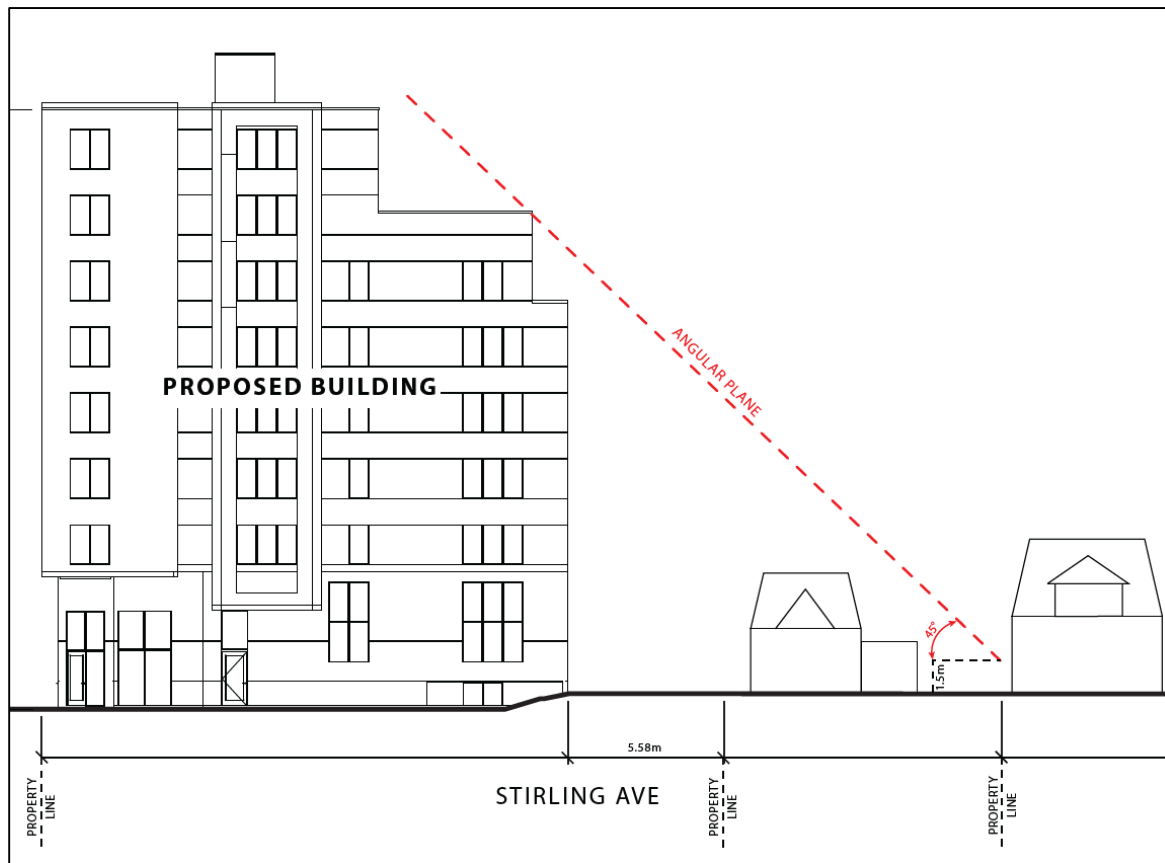 PROPOSED BUILDING
ANGULAR PLANE
45°
1.5m
5.58m
STIRLING AVE
PROPERTY
LINE
PROPERTY
LINE
PROPERTY
LINE